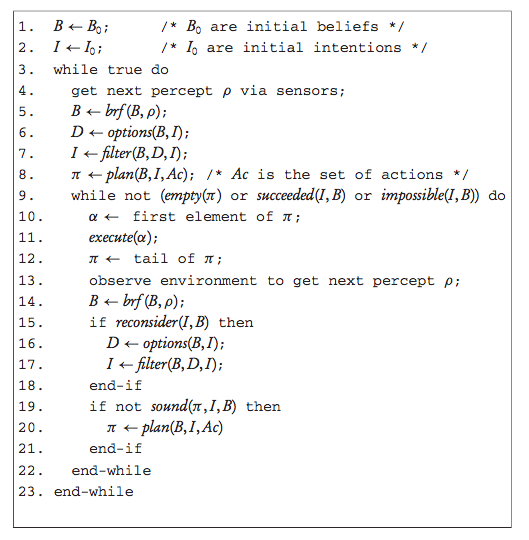 1. B ← B₀; /* B₀ are initial beliefs */
2. I ← I₀; /* I₀ are initial intentions */
3. while true do
4. get next percept ρ via sensors;
5. B ← brf(B, ρ);
6. D ← options(B, I);
7. I ← filter(B, D, I);
8. π ← plan(B, I, Ac); /* Ac is the set of actions */
9. while not (empty(π) or succeeded(I, B) or impossible(I, B)) do
10. α ← first element of π;
11. execute(α);
12. π ← tail of π;
13. observe environment to get next percept ρ;
14. B ← brf(B, ρ);
15. if reconsider(I, B) then
16. D ← options(B, I);
17. I ← filter(B, D, I);
18. end-if
19. if not sound(π, I, B) then
20. π ← plan(B, I, Ac)
21. end-if
22. end-while
23. end-while